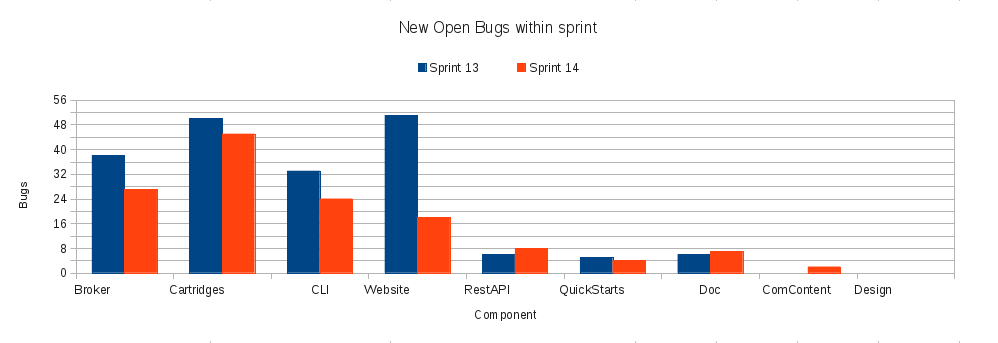 New Open Bugs within sprint
Sprint 13 Sprint 14
56
48
40
32
24
16
8
0
Bugs
Broker Cartridges CLI Website RestAPI QuickStarts Doc ComContent Design
Component